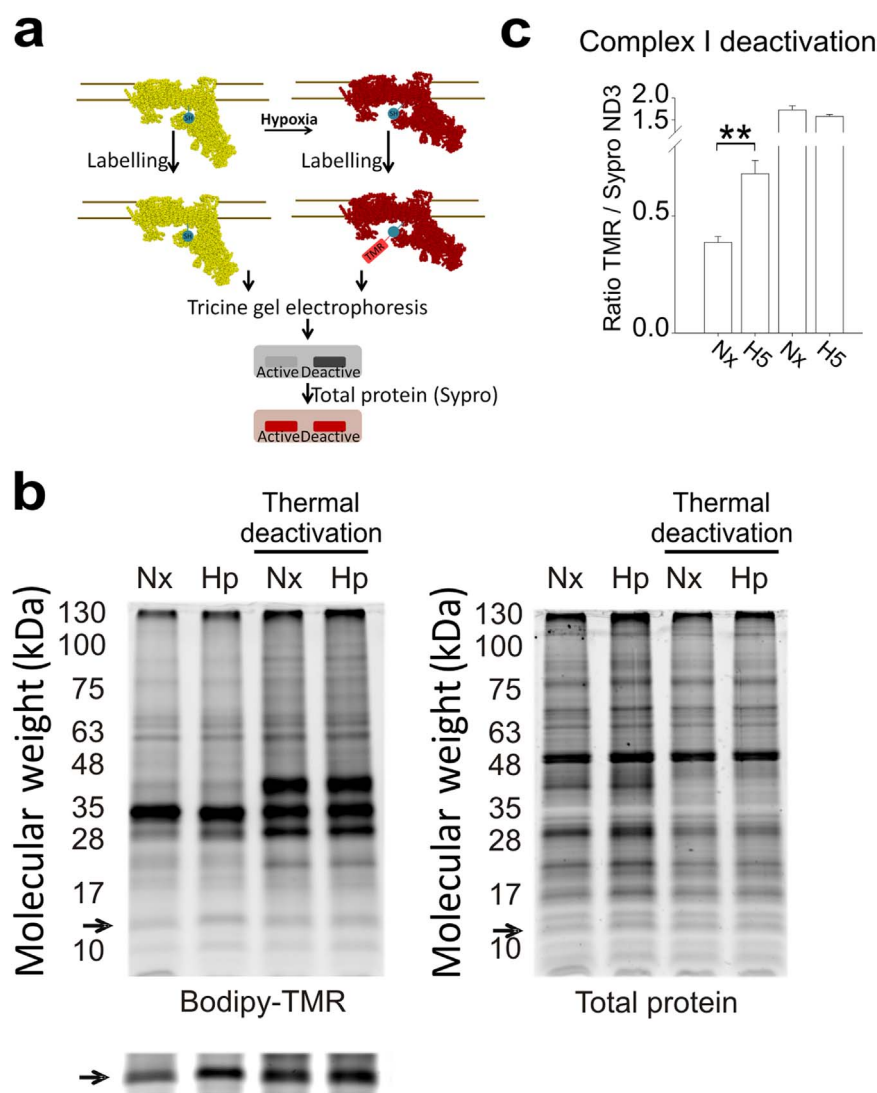 a
SH
Hypoxia
SH
Labelling
Labelling
SH
TMR
Tricine gel electrophoresis
Active Deactive
Total protein (Sypro)
Active Deactive
c
Complex I deactivation
Ratio TMR / Sypro ND3
2.0
1.5
0.5
0.0
**
Nx H5 Nx H5
b
Thermal
deactivation
Nx Hp Nx Hp
Molecular weight (kDa)
130
100
75
63
48
35
28
17
10
Bodipy-TMR
Thermal
deactivation
Nx Hp Nx Hp
Molecular weight (kDa)
130
100
75
63
48
35
28
17
10
Total protein